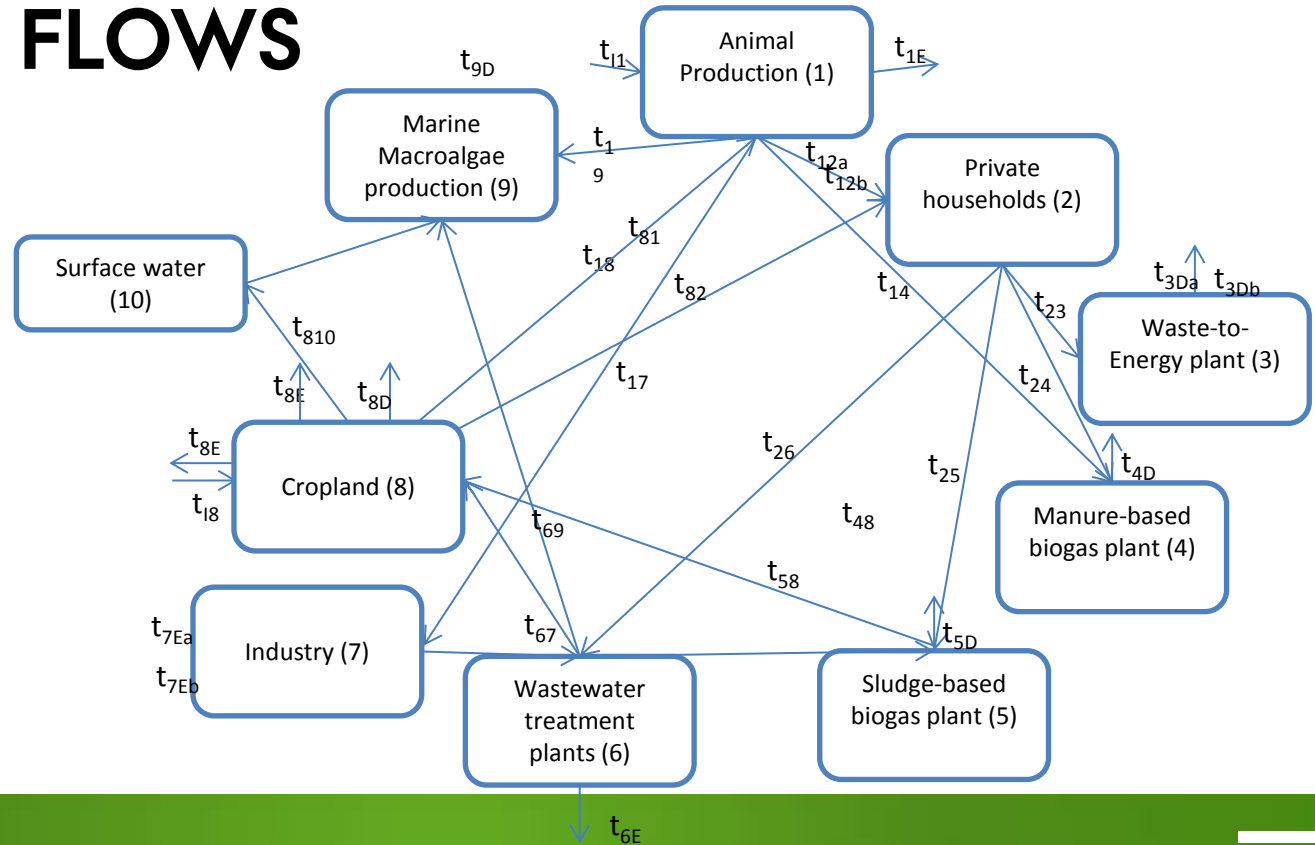 FLOWS
t9D
tI1
Animal
Production (1)
t1E
Marine
Macroalgae
production (9)
t1
9
t12a
t12b
Private
households (2)
Surface water
(10)
t81
t18
t82
t14
t3Da
t3Db
t23
Waste-to-
Energy plant (3)
t810
t17
t24
t8E
t8D
t8E
Cropland (8)
tI8
t26
t25
t4D
Manure-based
biogas plant (4)
t69
t48
t58
t7Ea
Industry (7)
t67
t5D
t7Eb
Wastewater
treatment
plants (6)
Sludge-based
biogas plant (5)
t6E